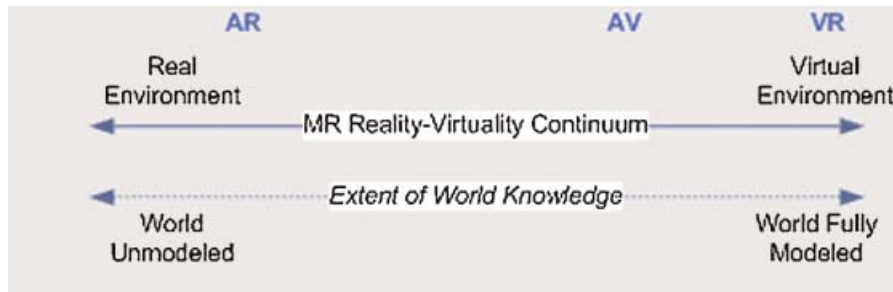 AR AV VR
Real Virtual
Environment Environment
MR Reality-Virtuality Continuum
Extent of World Knowledge
World World Fully
Unmodeled Modeled